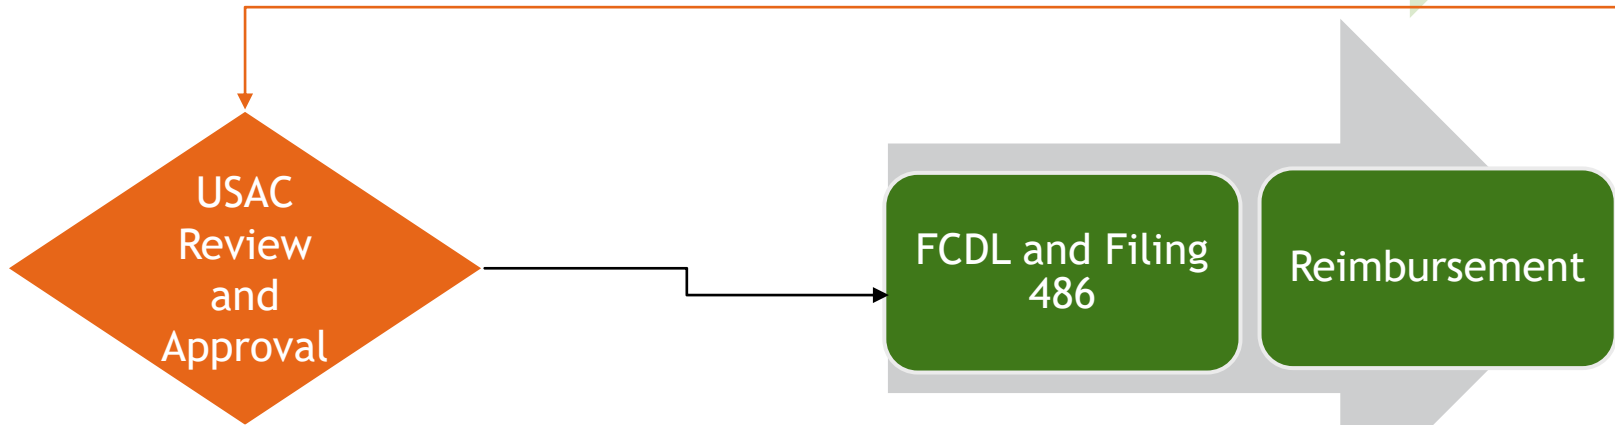 USAC
Review
and
Approval
FCDL and Filing
486
Reimbursement